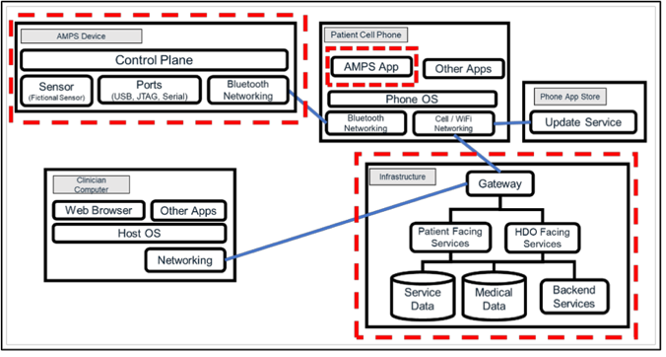 AMPS Device
Control Plane
Sensor
(Fictional Sensor)
Ports
(USB, JTAG, Serial)
Bluetooth
Networking
Patient Cell Phone
AMPS App
Other Apps
Phone OS
Bluetooth
Networking
Cell / WiFi
Networking
Phone App Store
Update Service
Clinician
Computer
Web Browser
Other Apps
Host OS
Networking
Infrastructure
Gateway
Patient Facing
Services
HDO Facing
Services
Service
Data
Medical
Data
Backend
Services